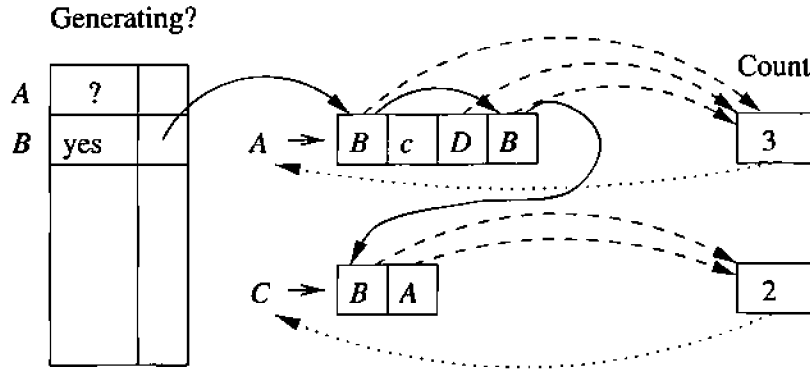 Generating?
Count
A ?
B yes
A B c D B 3
C B A 2